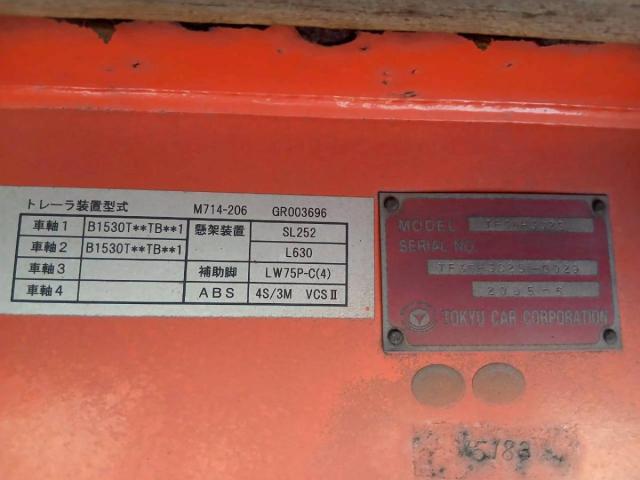 トレーラ装置型式 M714-206 GR003696
車軸1 B1530T**TB**1 懸架装置 SL252
車軸2 B1530T**TB**1 L630
車軸3 補助脚 LW75P-C(4)
車軸4 ABS 4S/3M VCSⅡ
MODEL
SERIAL NO.
TOKYU CAR CORPORATION
5183